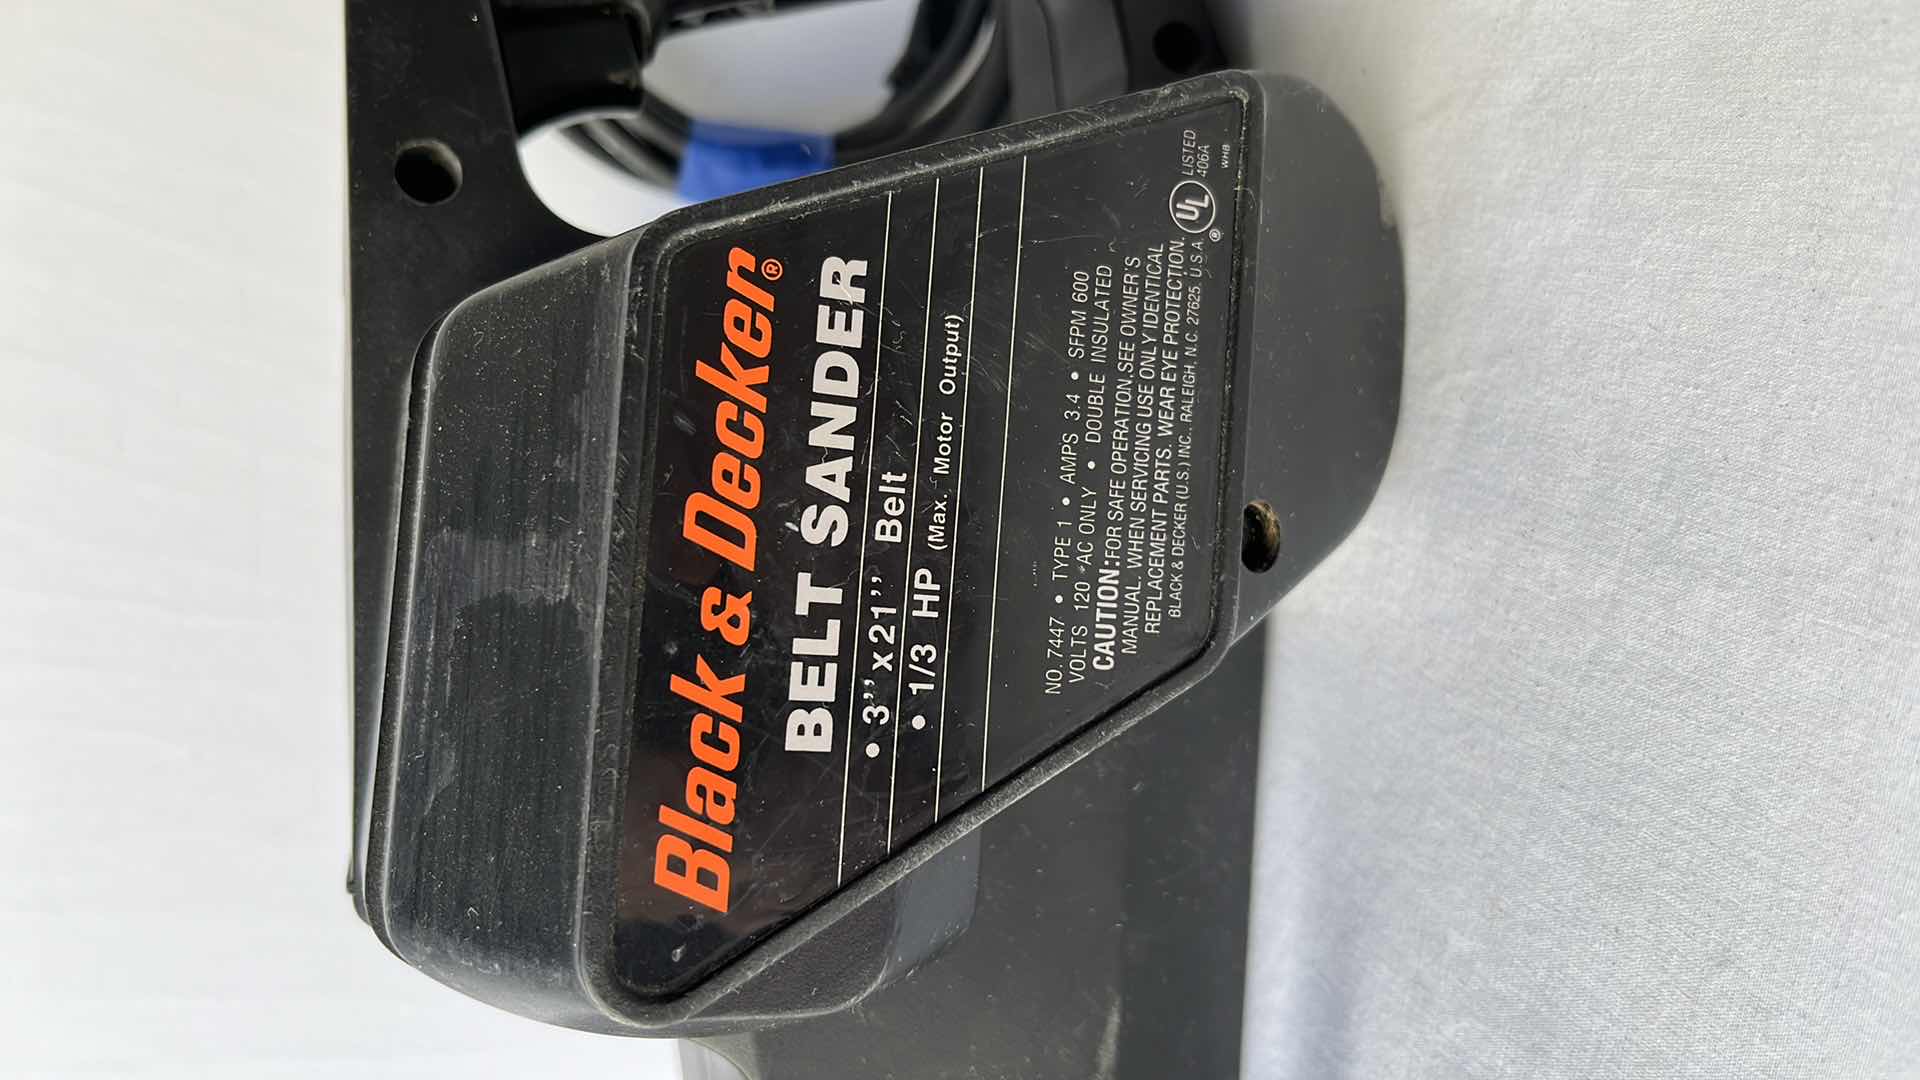 Black & Decker®
BELT SANDER
• 3'' x 21'' Belt
• 1/3 HP (Max. Motor Output)
NO. 7447 • TYPE 1 • AMPS 3.4 • SFPM 600
VOLTS 120 AC ONLY • DOUBLE INSULATED
CAUTION: FOR SAFE OPERATION, SEE OWNER'S
MANUAL. WHEN SERVICING USE ONLY IDENTICAL
REPLACEMENT PARTS. WEAR EYE PROTECTION.
BLACK & DECKER (U.S.) INC., RALEIGH, N.C. 27625, U.S.A.
UL ® LISTED
406A
WHB